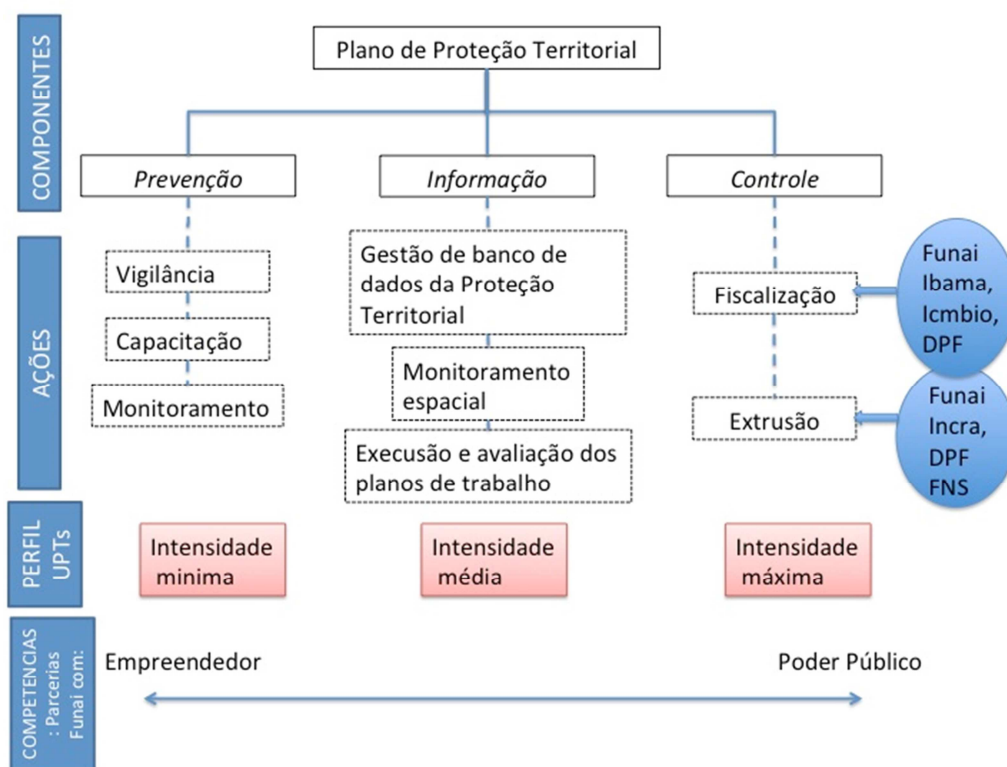 COMPONENTES
Plano de Proteção Territorial
Prevenção
Informação
Controle
AÇÕES
Vigilância
Capacitação
Monitoramento
Gestão de banco de
dados da Proteção
Territorial
Monitoramento
espacial
Execusão e avaliação dos
planos de trabalho
Fiscalização
Extrusão
Funai
Ibama,
Icmbio,
DPF
Funai
Incra,
DPF
FNS
PERFIL
UPTs
Intensidade
minima
Intensidade
média
Intensidade
máxima
COMPETENCIAS
: Parcerias
Funai com:
Empreendedor
Poder Público